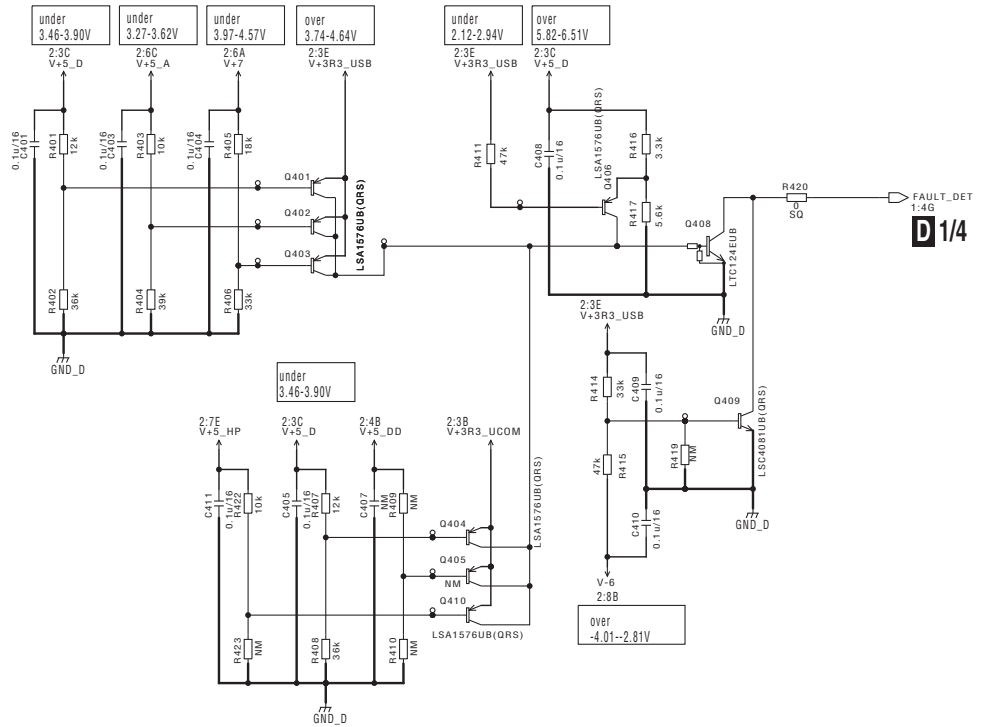 under
3.46-3.90V
under
3.27-3.62V
under
3.97-4.57V
over
3.74-4.64V
under
2.12-2.94V
over
5.82-6.51V
2:3C
V+5_D
2:6C
V+5_A
2:6A
V+7
2:3E
V+3R3_USB
2:3E
V+3R3_USB
2:3C
V+5_D
0.1u/16
C401
R401
12k
0.1u/16
C403
R403
10k
0.1u/16
C404
R405
18k
R411
47k
C408
0.1u/16
LSA1576UB(QRS)
Q406
R416
3.3k
R417
5.6k
Q401
Q402
Q403
LSA1576UB(QRS)
Q408
LTC124EUB
R420
0
SQ
FAULT_DET
1:4G
D 1/4
R402
36k
R404
39k
R406
33k
GND_D
GND_D
2:3E
V+3R3_USB
R414
33k
C409
0.1u/16
Q409
LSC4081UB(QRS)
R419
NM
47k
R415
C410
0.1u/16
GND_D
V-6
2:8B
over
-4.01--2.81V
under
3.46-3.90V
2:7E
V+5_HP
2:3C
V+5_D
2:4B
V+5_DD
2:3B
V+3R3_UCOM
C411
0.1u/16
R422
10k
C405
0.1u/16
R407
12k
C407
NM
R409
NM
Q404
Q405
NM
Q410
LSA1576UB(QRS)
LSA1576UB(QRS)
R423
NM
R408
36k
R410
NM
GND_D